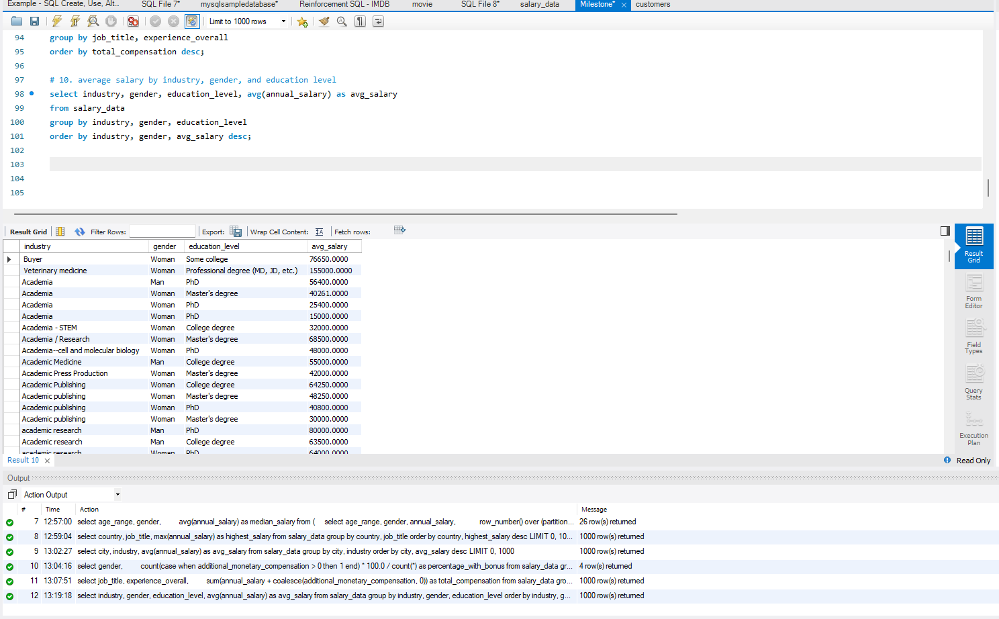 Example - SQL Create, Use, Alt... SQL File 7* mysqlsampledatabase* Reinforcement SQL - IMDB movie SQL File 8* salary_data Milestone* customers
Limit to 1000 rows
94 group by job_title, experience_overall
95 order by total_compensation desc;
96
97 # 10. average salary by industry, gender, and education level
98 select industry, gender, education_level, avg(annual_salary) as avg_salary
99 from salary_data
100 group by industry, gender, education_level
101 order by industry, gender, avg_salary desc;
102
103
104
105
Result Grid Filter Rows: Export: Wrap Cell Content: Fetch rows:
industry gender education_level avg_salary
Buyer Woman Some college 76650.0000
Veterinary medicine Woman Professional degree (MD, JD, etc.) 155000.0000
Academia Man PhD 56400.0000
Academia Woman Master's degree 40261.0000
Academia Woman PhD 25400.0000
Academia Woman PhD 15000.0000
Academia - STEM Woman College degree 32000.0000
Academia / Research Woman Master's degree 68500.0000
Academia--cell and molecular biology Woman PhD 48000.0000
Academic Medicine Man College degree 55000.0000
Academic Press Production Woman Master's degree 42000.0000
Academic Publishing Woman College degree 64250.0000
Academic publishing Woman Master's degree 48250.0000
Academic publishing Woman PhD 40800.0000
Academic publishing Woman Master's degree 30000.0000
academic research Man PhD 80000.0000
Academic research Man College degree 63500.0000
academic research Woman PhD 64000.0000
Result
Grid
Form
Editor
Field
Types
Query
Stats
Execution
Plan
Result 10 Read Only
Output
Action Output
# Time Action Message
7 12:57:00 select age_range, gender, avg(annual_salary) as median_salary from ( select age_range, gender, annual_salary, row_number() over (partition... 26 row(s) returned
8 12:59:04 select country, job_title, max(annual_salary) as highest_salary from salary_data group by country, job_title order by country, highest_salary desc LIMIT 0, 10... 1000 row(s) returned
9 13:02:27 select city, industry, avg(annual_salary) as avg_salary from salary_data group by city, industry order by city, avg_salary desc LIMIT 0, 1000 1000 row(s) returned
10 13:04:16 select gender, count(case when additional_monetary_compensation > 0 then 1 end) * 100.0 / count(*) as percentage_with_bonus from salary_data gr... 4 row(s) returned
11 13:07:51 select job_title, experience_overall, sum(annual_salary + coalesce(additional_monetary_compensation, 0)) as total_compensation from salary_data gro... 1000 row(s) returned
12 13:19:18 select industry, gender, education_level, avg(annual_salary) as avg_salary from salary_data group by industry, gender, education_level order by industry, g... 1000 row(s) returned